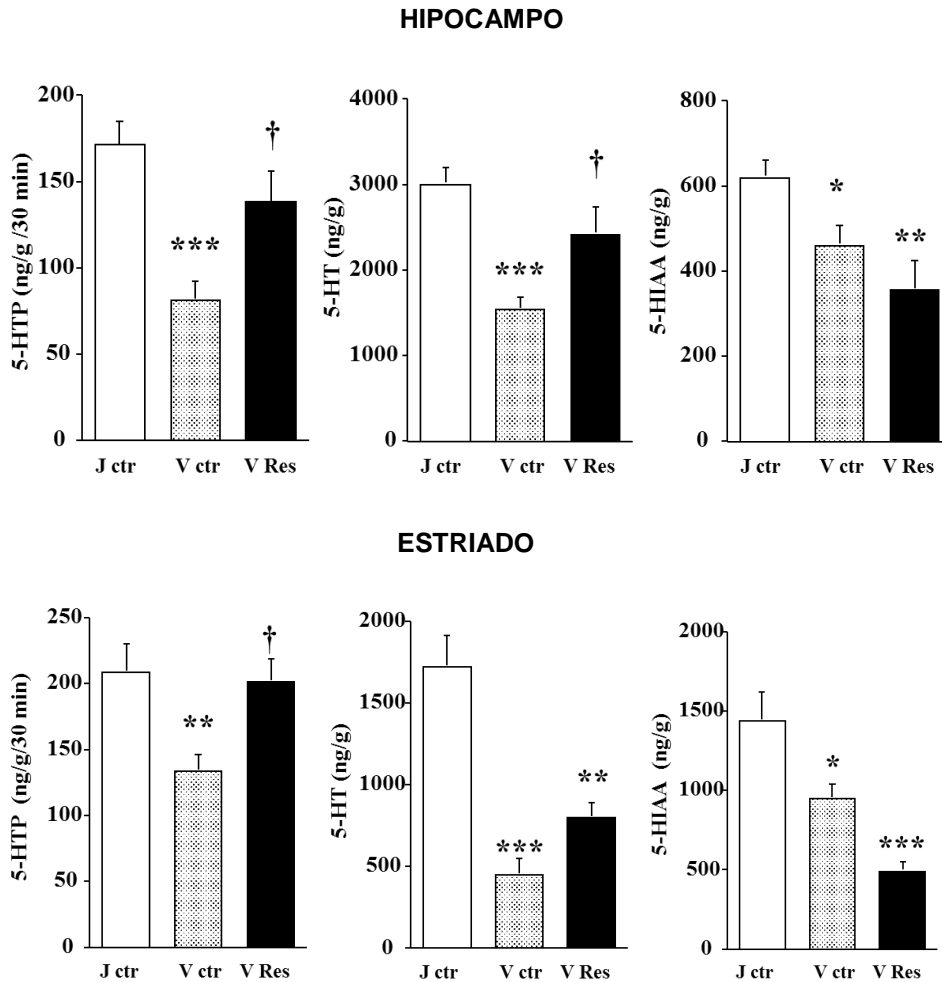 HIPOCAMPO
5-HTP (ng/g /30 min)
200
150
100
50
0
***
†
J ctr
V ctr
V Res
5-HT (ng/g)
4000
3000
2000
1000
0
***
†
J ctr
V ctr
V Res
5-HIAA (ng/g)
800
600
400
200
0
*
**
J ctr
V ctr
V Res
ESTRIADO
5-HTP (ng/g/30 min)
250
200
150
100
50
0
**
†
J ctr
V ctr
V Res
5-HT (ng/g)
2000
1500
1000
500
0
***
**
J ctr
V ctr
V Res
5-HIAA (ng/g)
2000
1500
1000
500
0
*
***
J ctr
V ctr
V Res